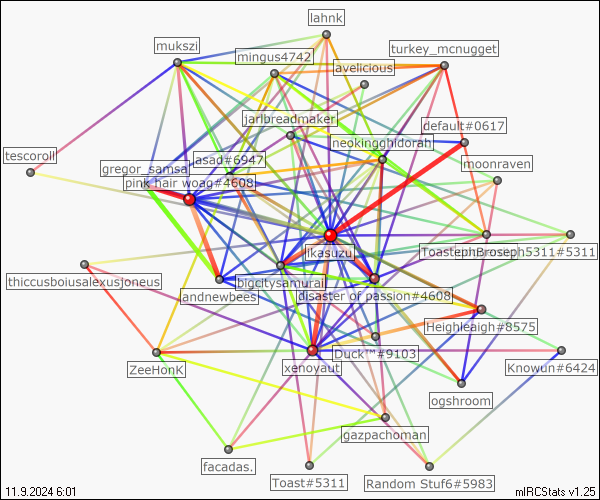 lahnk
mukszi
mingus4742
turkey_mcnugget
avelicious
jarlbreadmaker
default#0617
neokingghidorah
tescoroll
jasad#6947
moonraven
gregor_samsa
pink hair woag#4608
ikasuzu
ToastephBroseph5311#5311
thiccusboiusalexusjoneus
bigcitysamurai
andnewbees
disaster of passion#4608
Heighleigh#8575
Duck™#9103
ZeeHonK
xenoyaut
Knowun#6424
ogshroom
gazpachoman
facadas.
Toast#5311
Random Stuf6#5983
11.9.2024 6:01
mIRCStats v1.25